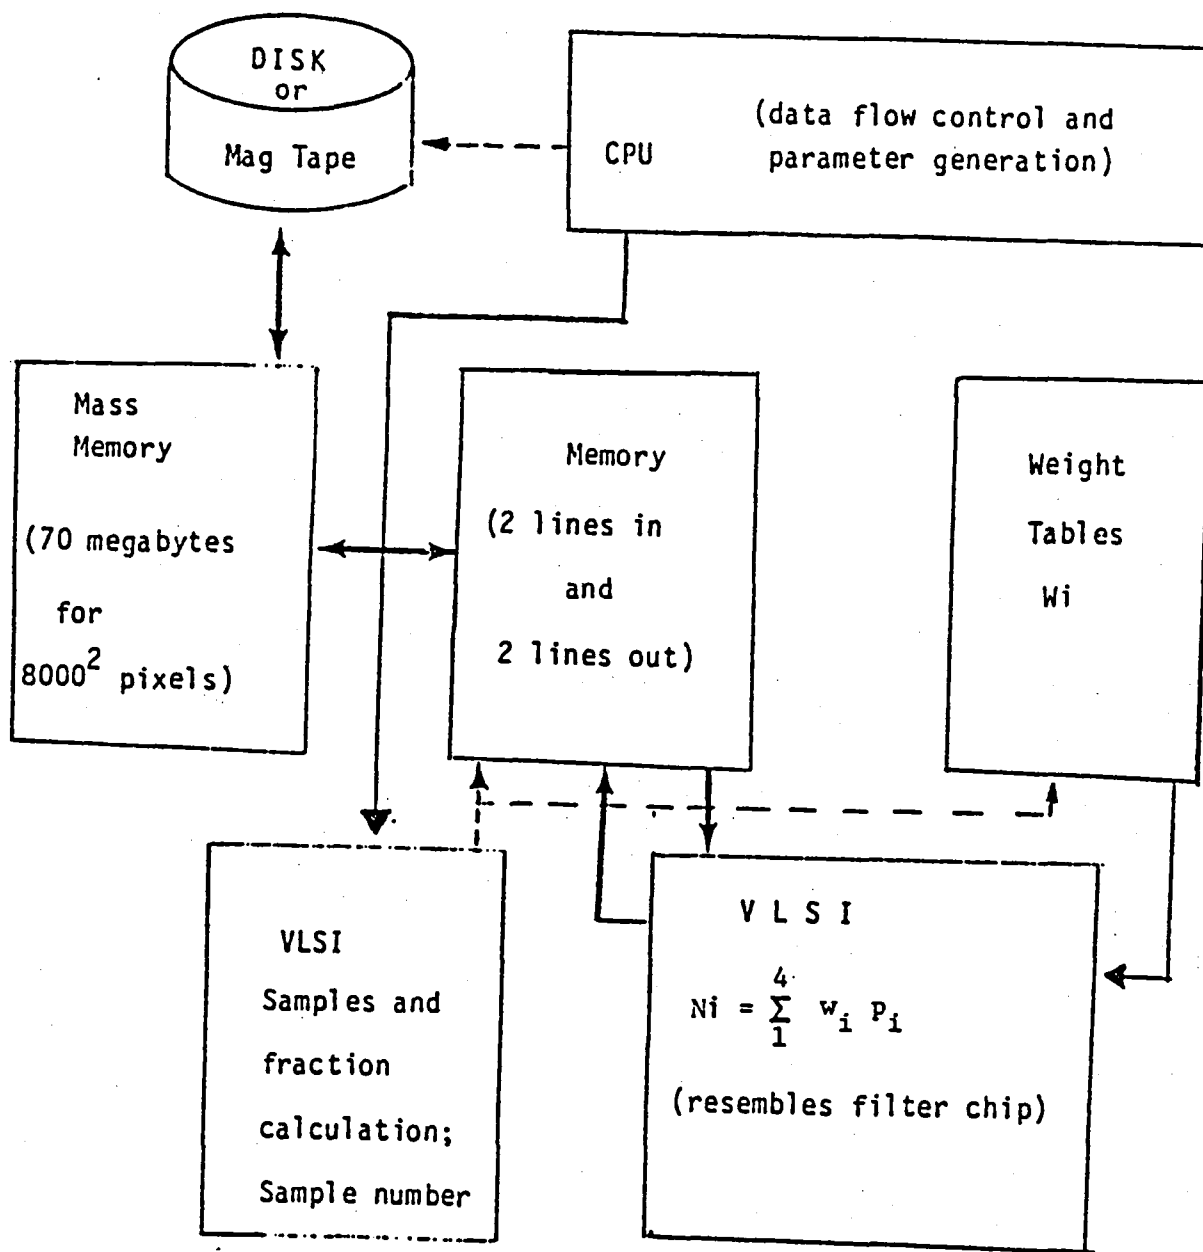 DISK
or
Mag Tape
CPU
(data flow control and
parameter generation)
Mass
Memory
(70 megabytes
for
8000² pixels)
Memory
(2 lines in
and
2 lines out)
Weight
Tables
Wi
VLSI
Samples and
fraction
calculation;
Sample number
V L S I
4
Ni = Σ w_i p_i
1
(resembles filter chip)